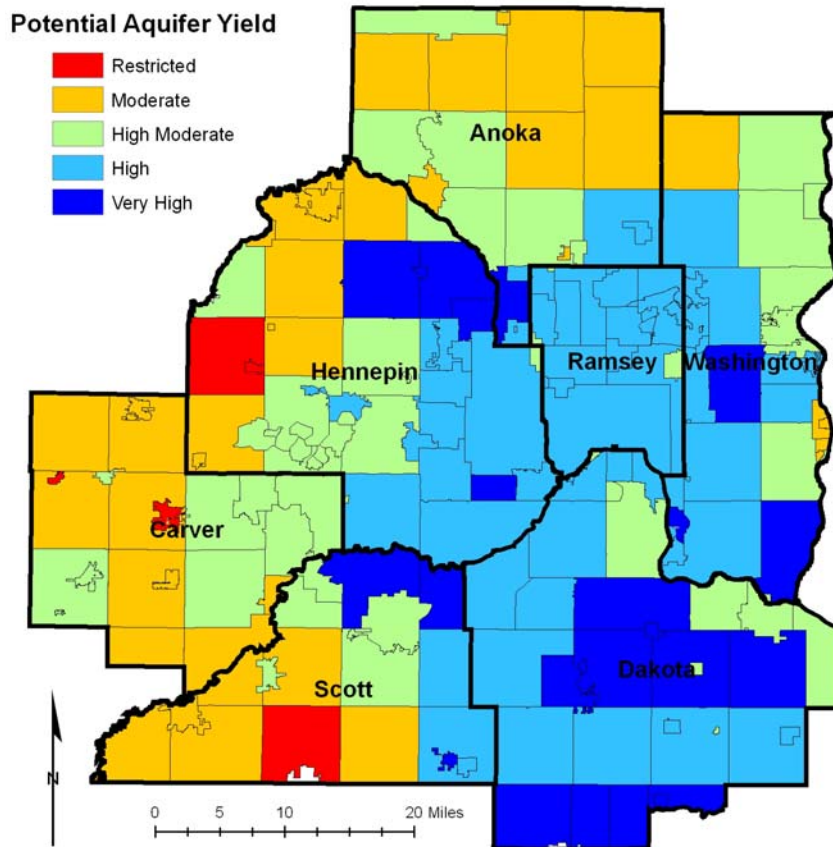 Potential Aquifer Yield
Restricted
Moderate
High Moderate
High
Very High
Anoka
Hennepin
Ramsey
Washington
Carver
Scott
Dakota
N
0 5 10 20 Miles